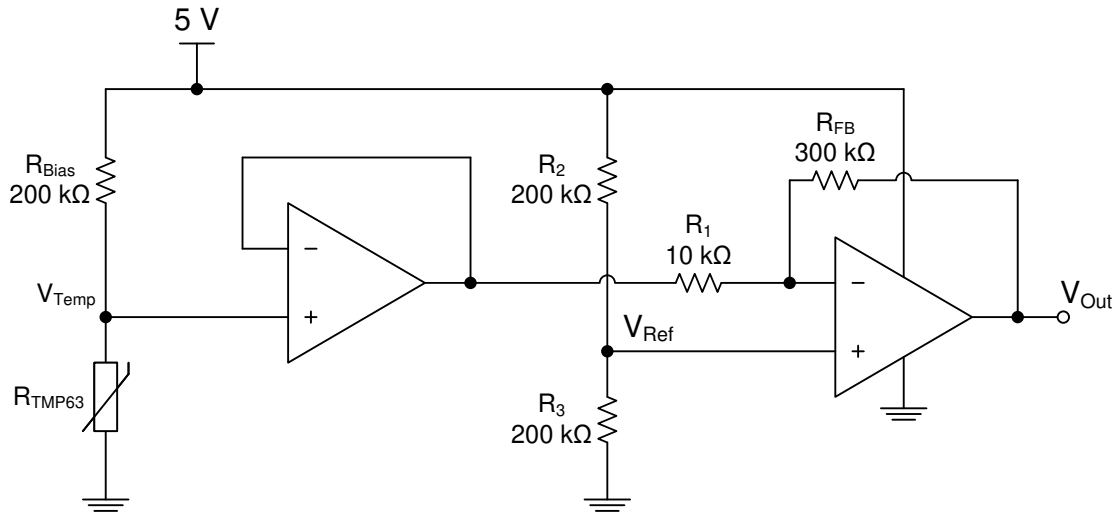 5 V
R_Bias
200 kΩ
V_Temp
R_TMP63
−
+
R_2
200 kΩ
V_Ref
R_3
200 kΩ
R_1
10 kΩ
R_FB
300 kΩ
−
+
V_Out